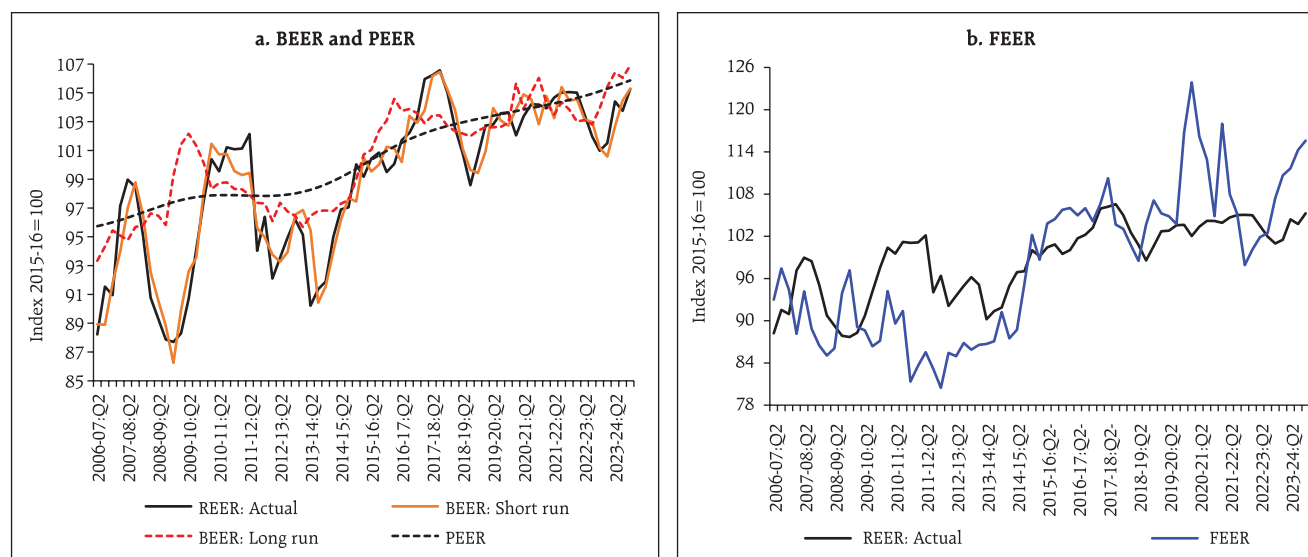 a. BEER and PEER
Index 2015-16=100
107
105
103
101
99
97
95
93
91
89
87
85
2006-07:Q2
2007-08:Q2
2008-09:Q2
2009-10:Q2
2010-11:Q2
2011-12:Q2
2012-13:Q2
2013-14:Q2
2014-15:Q2
2015-16:Q2
2016-17:Q2
2017-18:Q2
2018-19:Q2
2019-20:Q2
2020-21:Q2
2021-22:Q2
2022-23:Q2
2023-24:Q2
REER: Actual
BEER: Short run
BEER: Long run
PEER
b. FEER
Index 2015-16=100
126
120
114
108
102
96
90
84
78
2006-07:Q2
2007-08:Q2
2008-09:Q2
2009-10:Q2
2010-11:Q2
2011-12:Q2
2012-13:Q2
2013-14:Q2
2014-15:Q2
2015-16:Q2-
2016-17:Q2-
2017-18:Q2-
2018-19:Q2
2019-20:Q2
2020-21:Q2
2021-22:Q2
2022-23:Q2
2023-24:Q2
REER: Actual
FEER